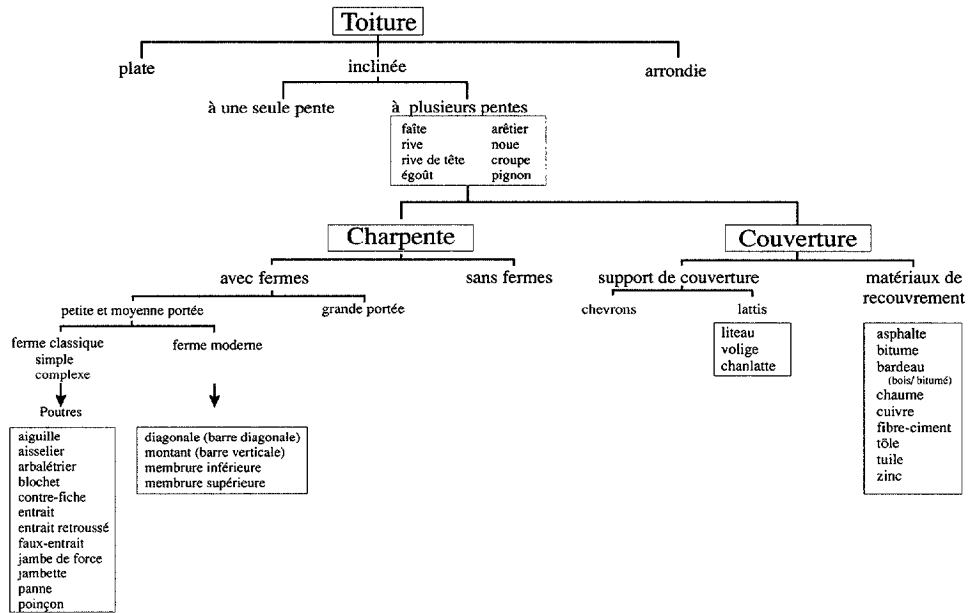 Toiture
plate
inclinée
arrondie
à une seule pente
à plusieurs pentes
faîte
arêtier
rive
noue
rive de tête
croupe
égoût
pignon
Charpente
Couverture
avec fermes
sans fermes
support de couverture
matériaux de
recouvrement
petite et moyenne portée
grande portée
chevrons
lattis
ferme classique
simple
complexe
ferme moderne
liteau
volige
chanlatte
asphalte
bitume
bardeau
(bois/ bitumé)
chaume
cuivre
fibre-ciment
tôle
tuile
zinc
Poutres
aiguille
aisselier
arbalétrier
blochet
contre-fiche
entrait
entrait retroussé
faux-entrait
jambe de force
jambette
panne
poinçon
diagonale (barre diagonale)
montant (barre verticale)
membrure inférieure
membrure supérieure